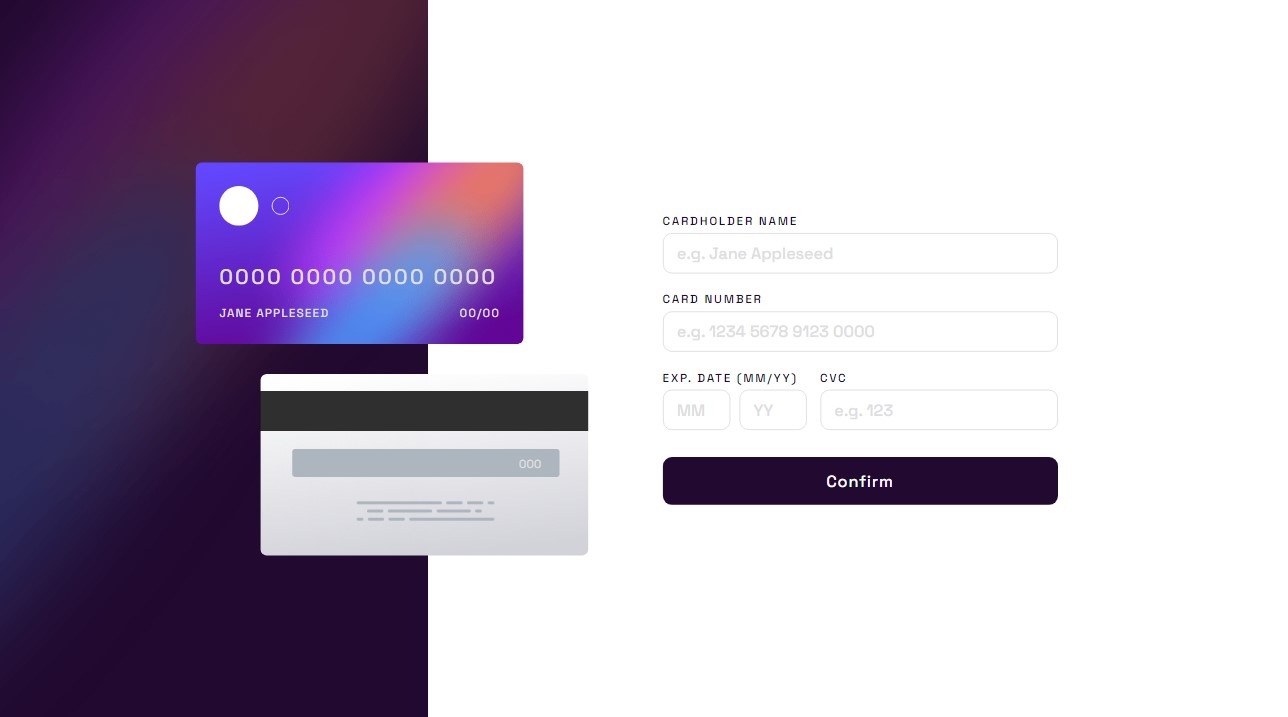 0000 0000 0000 0000
JANE APPLESEED 00/00
000
CARDHOLDER NAME
e.g. Jane Appleseed
CARD NUMBER
e.g. 1234 5678 9123 0000
EXP. DATE (MM/YY) CVC
MM YY e.g. 123
Confirm